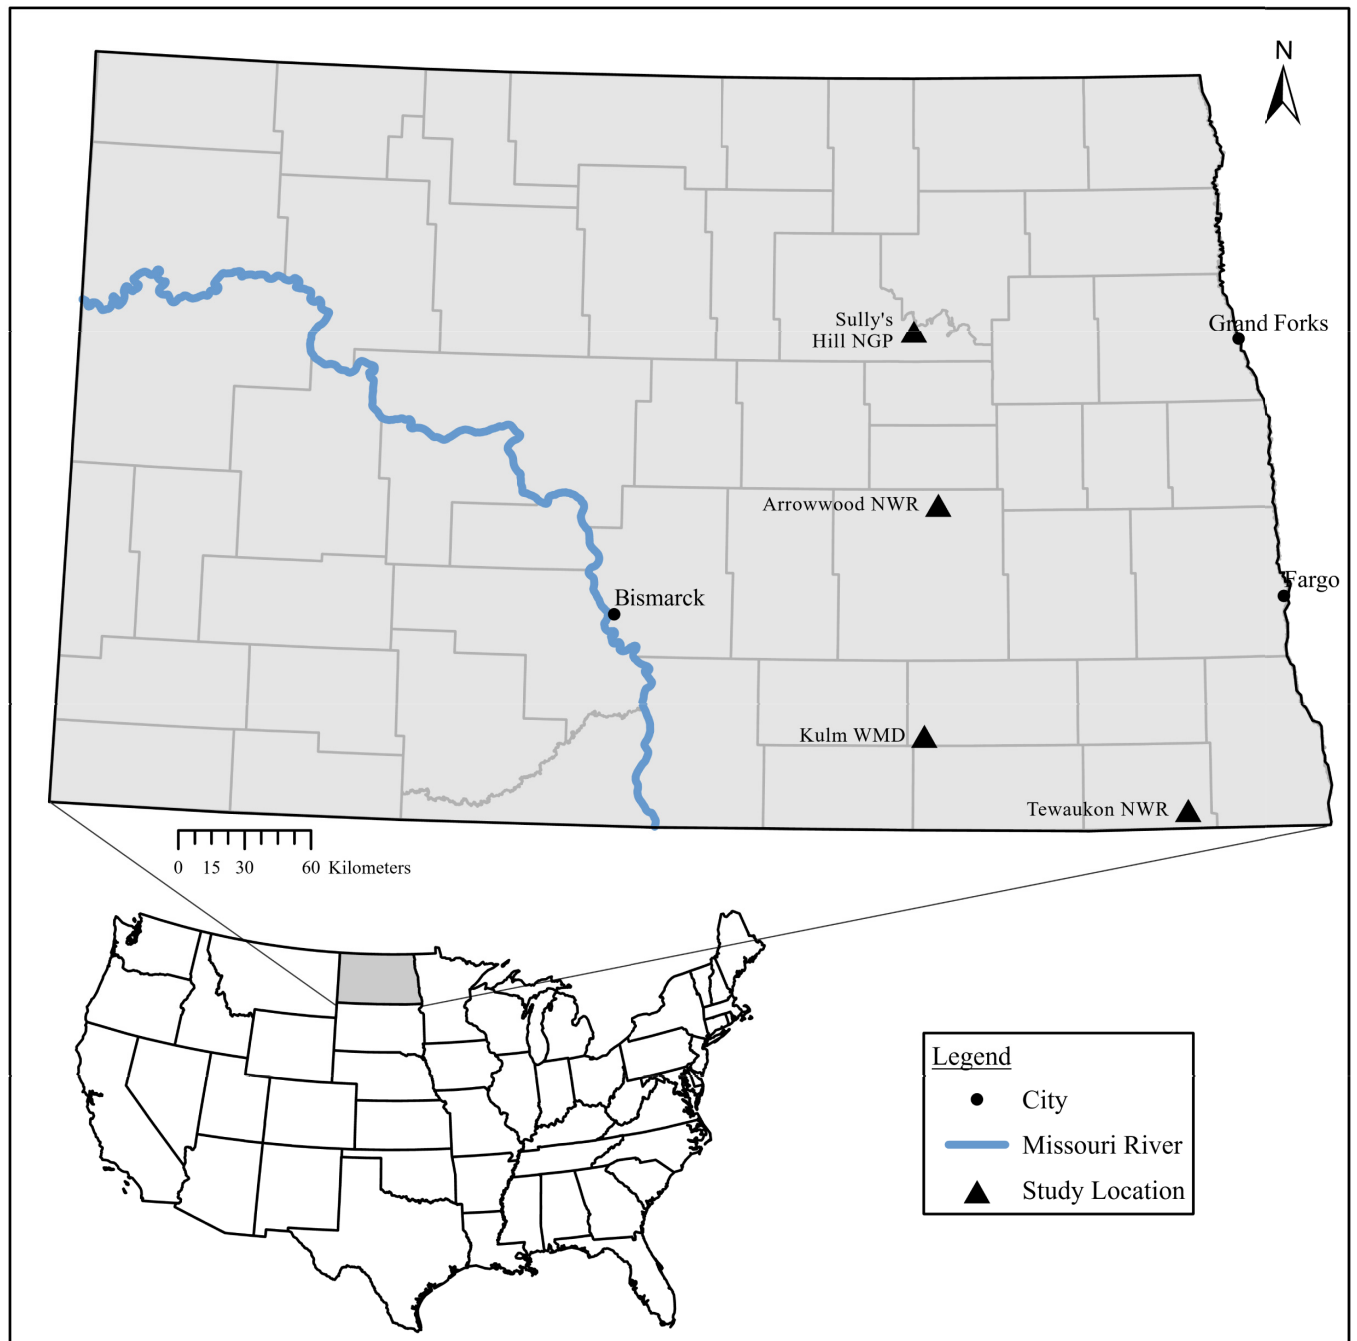 N
Sully's
Hill NGP
Grand Forks
Arrowwood NWR
Fargo
Bismarck
Kulm WMD
Tewaukon NWR
0 15 30 60 Kilometers
Legend
City
Missouri River
Study Location